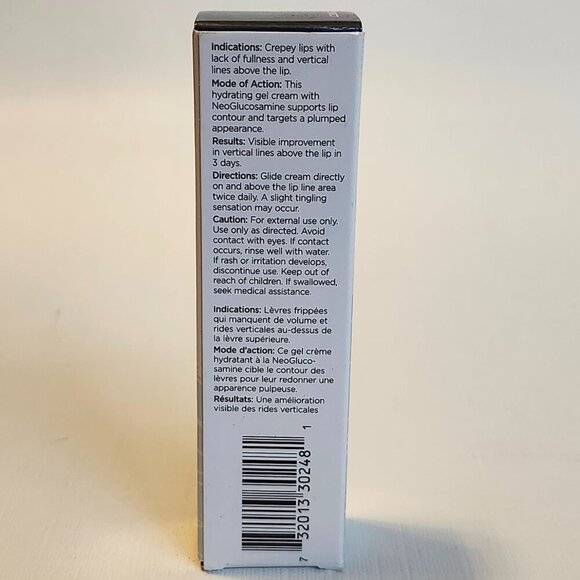 Indications: Crepey lips with
lack of fullness and vertical
lines above the lip.
Mode of Action: This
hydrating gel cream with
NeoGlucosamine supports lip
contour and targets a plumped
appearance.
Results: Visible improvement
in vertical lines above the lip in
3 days.
Directions: Glide cream directly
on and above the lip line area
twice daily. A slight tingling
sensation may occur.
Caution: For external use only.
Use only as directed. Avoid
contact with eyes. If contact
occurs, rinse well with water.
If rash or irritation develops,
discontinue use. Keep out of
reach of children. If swallowed,
seek medical assistance.
Indications: Lèvres frippées
qui manquent de volume et
rides verticales au-dessus de
la lèvre supérieure.
Mode d'action: Ce gel crème
hydratant à la NeoGluco-
samine cible le contour des
lèvres pour leur redonner une
apparence pulpeuse.
Résultats: Une amélioration
visible des rides verticales
7 32013 30248 1